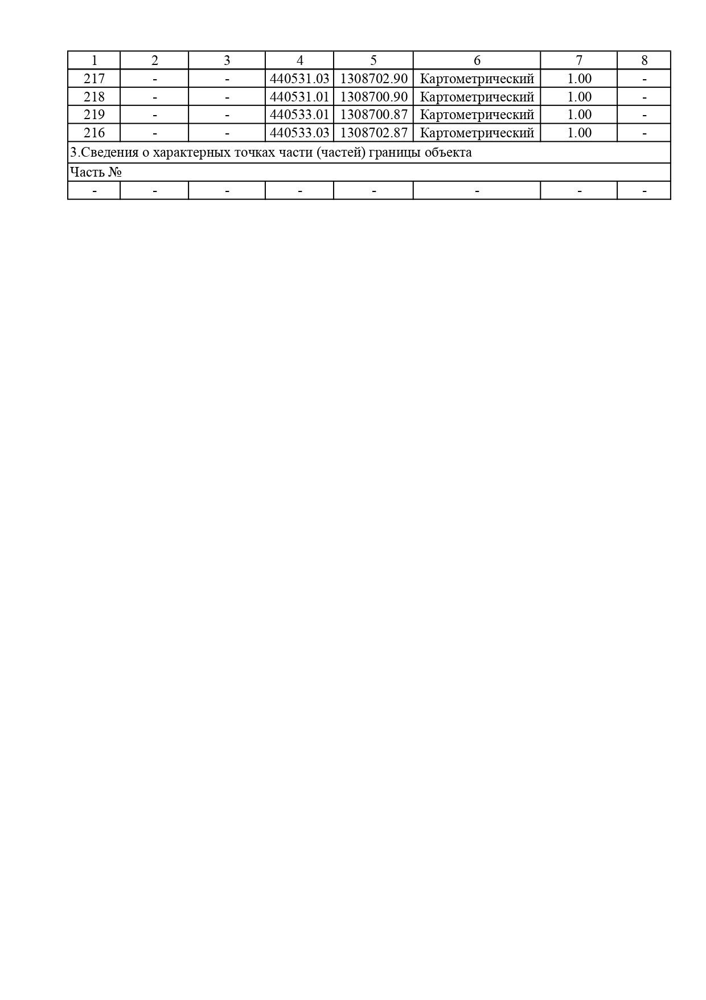 1 2 3 4 5 6 7 8
217 - - 440531.03 1308702.90 Картометрический 1.00 -
218 - - 440531.01 1308700.90 Картометрический 1.00 -
219 - - 440533.01 1308700.87 Картометрический 1.00 -
216 - - 440533.03 1308702.87 Картометрический 1.00 -
3.Сведения о характерных точках части (частей) границы объекта
Часть №
- - - - - - - -